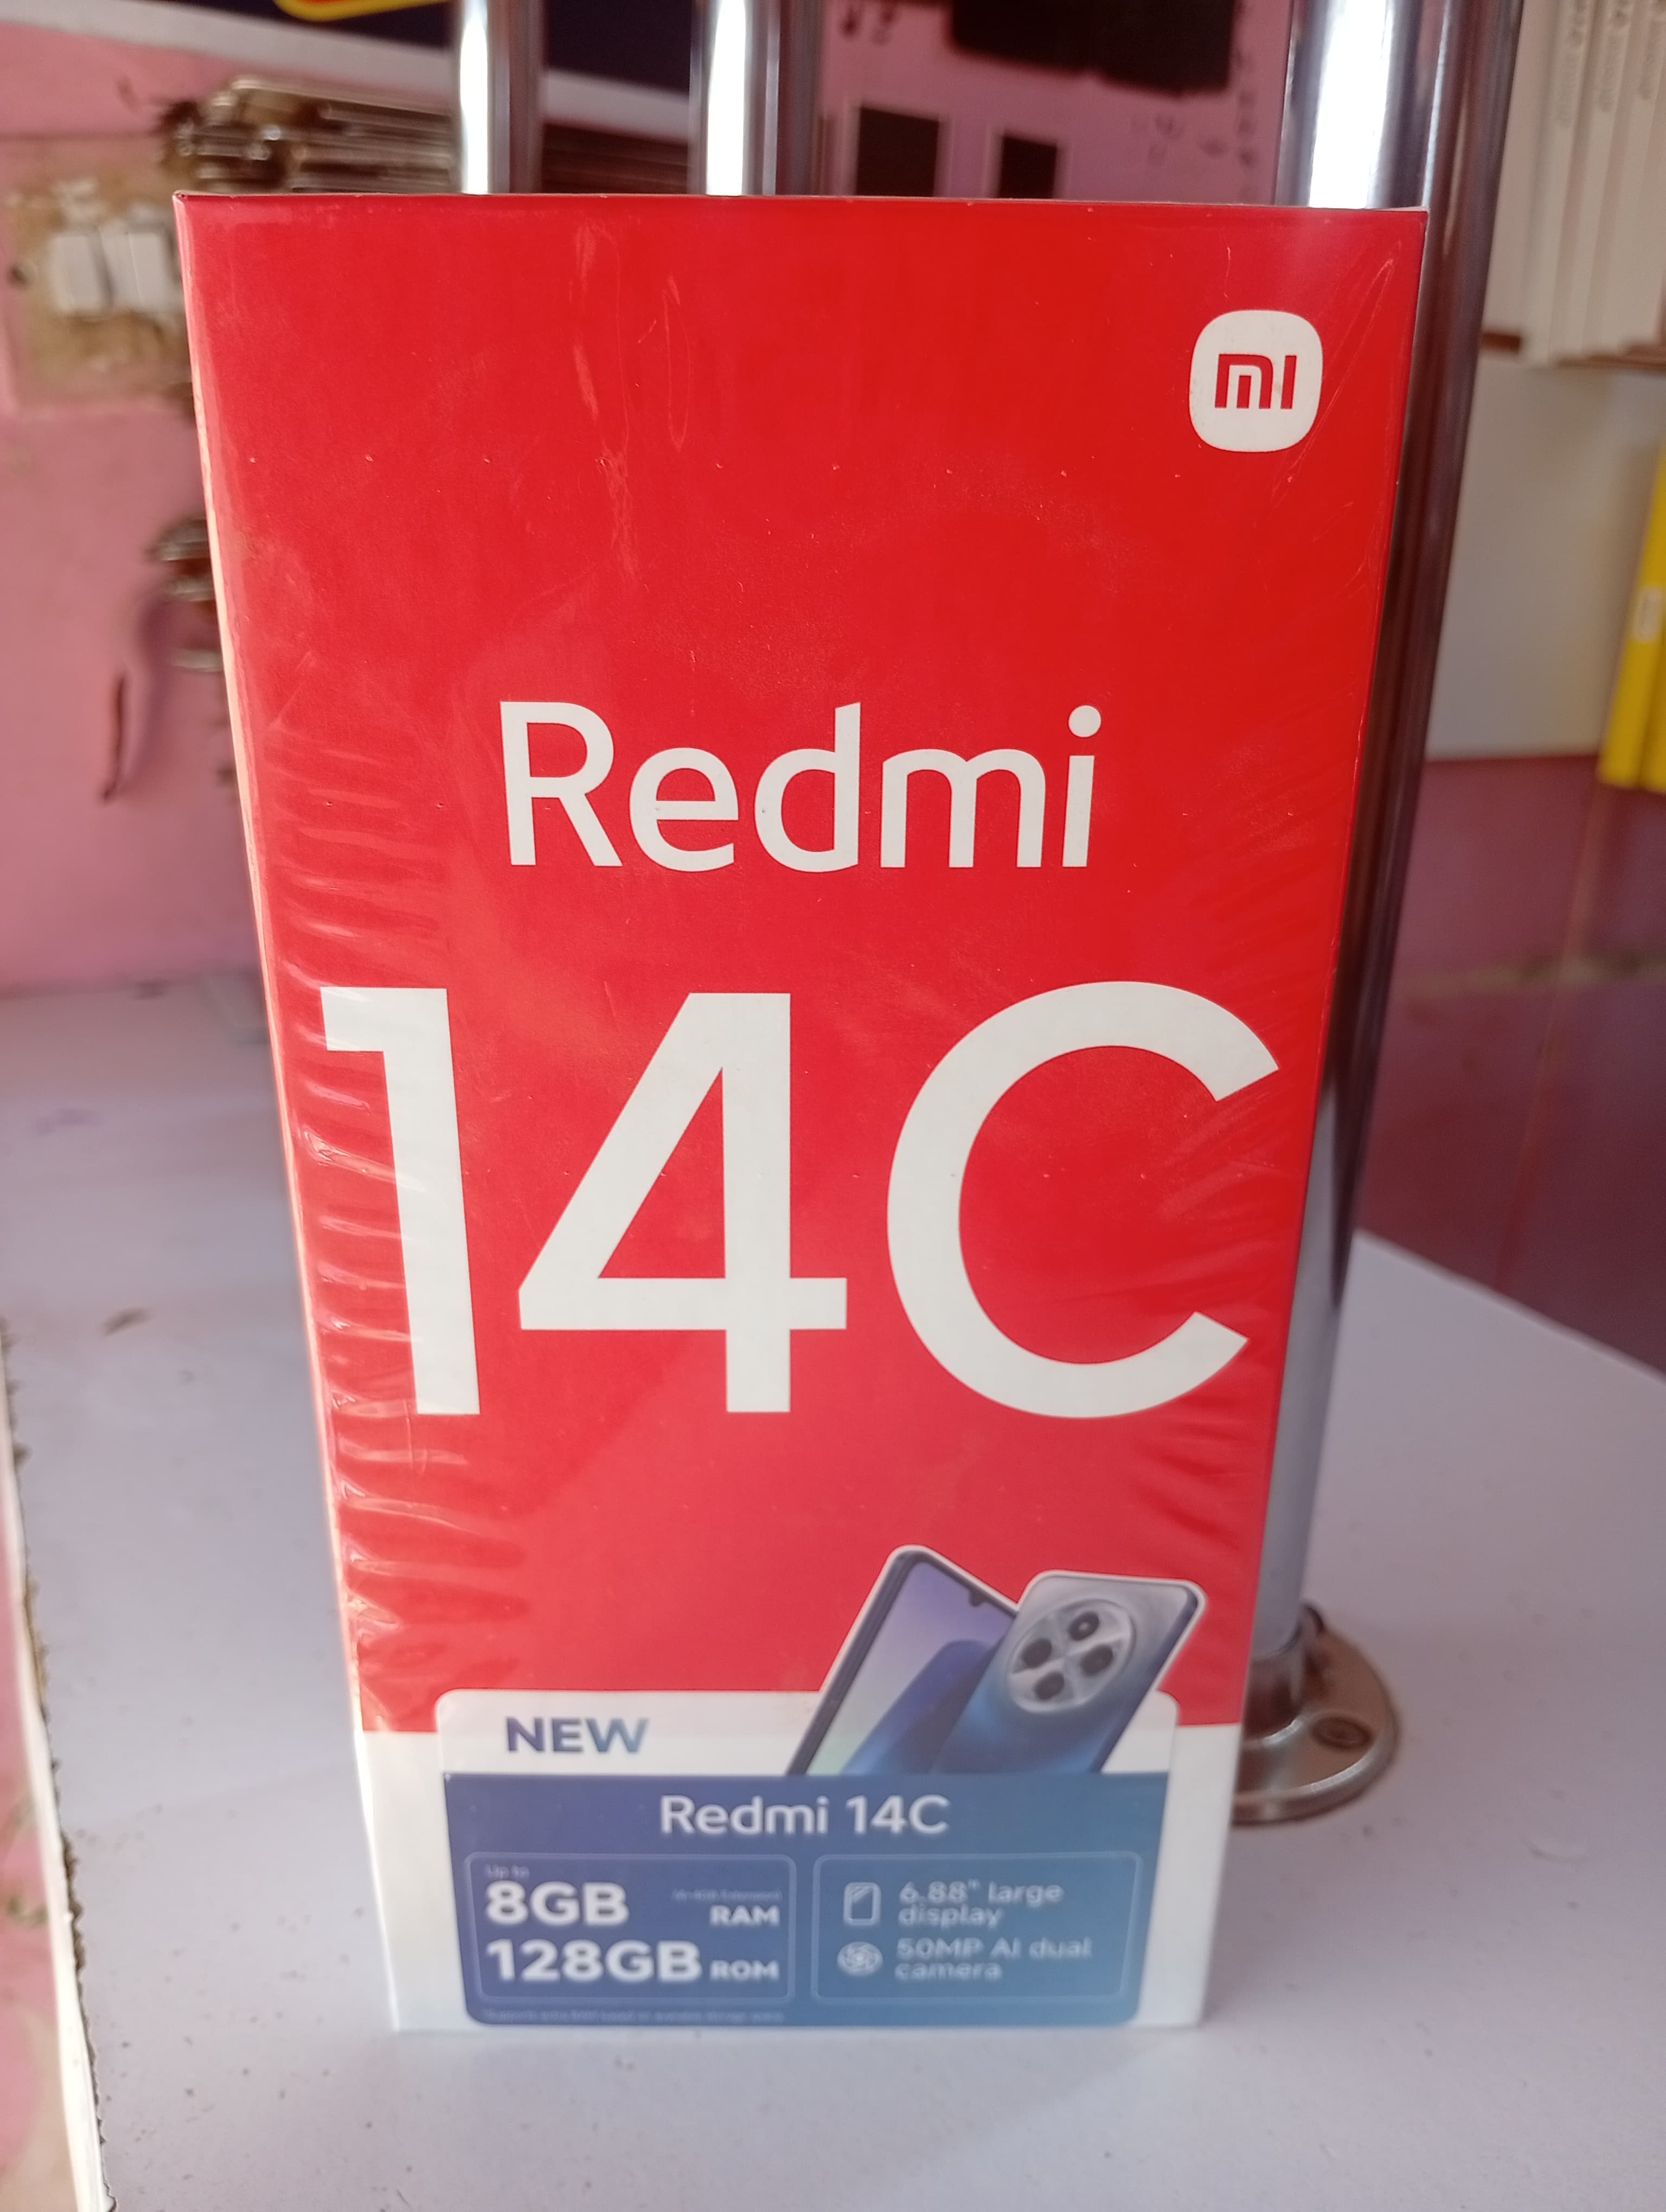 mi
Redmi
14C
NEW
Redmi 14C
Up to
8GB RAM
128GB ROM
6.88" large
display
50MP AI dual
camera